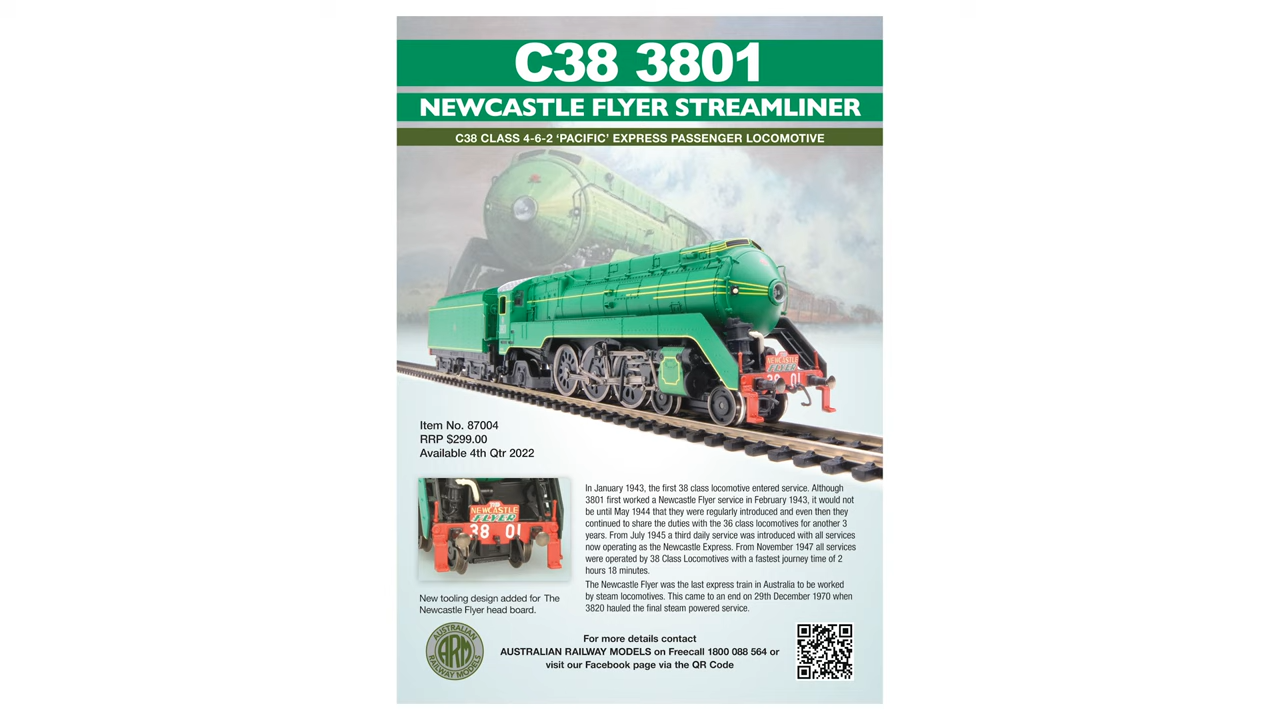 C38 3801
NEWCASTLE FLYER STREAMLINER
C38 CLASS 4-6-2 ‘PACIFIC’ EXPRESS PASSENGER LOCOMOTIVE
NEWCASTLE
FLYER
38 01
Item No. 87004
RRP $299.00
Available 4th Qtr 2022
THE
NEWCASTLE
FLYER
38 01
New tooling design added for The
Newcastle Flyer head board.
In January 1943, the first 38 class locomotive entered service. Although
3801 first worked a Newcastle Flyer service in February 1943, it would not
be until May 1944 that they were regularly introduced and even then they
continued to share the duties with the 36 class locomotives for another 3
years. From July 1945 a third daily service was introduced with all services
now operating as the Newcastle Express. From November 1947 all services
were operated by 38 Class Locomotives with a fastest journey time of 2
hours 18 minutes.
The Newcastle Flyer was the last express train in Australia to be worked
by steam locomotives. This came to an end on 29th December 1970 when
3820 hauled the final steam powered service.
AUSTRALIAN
ARM
RAILWAY MODELS
For more details contact
AUSTRALIAN RAILWAY MODELS on Freecall 1800 088 564 or
visit our Facebook page via the QR Code